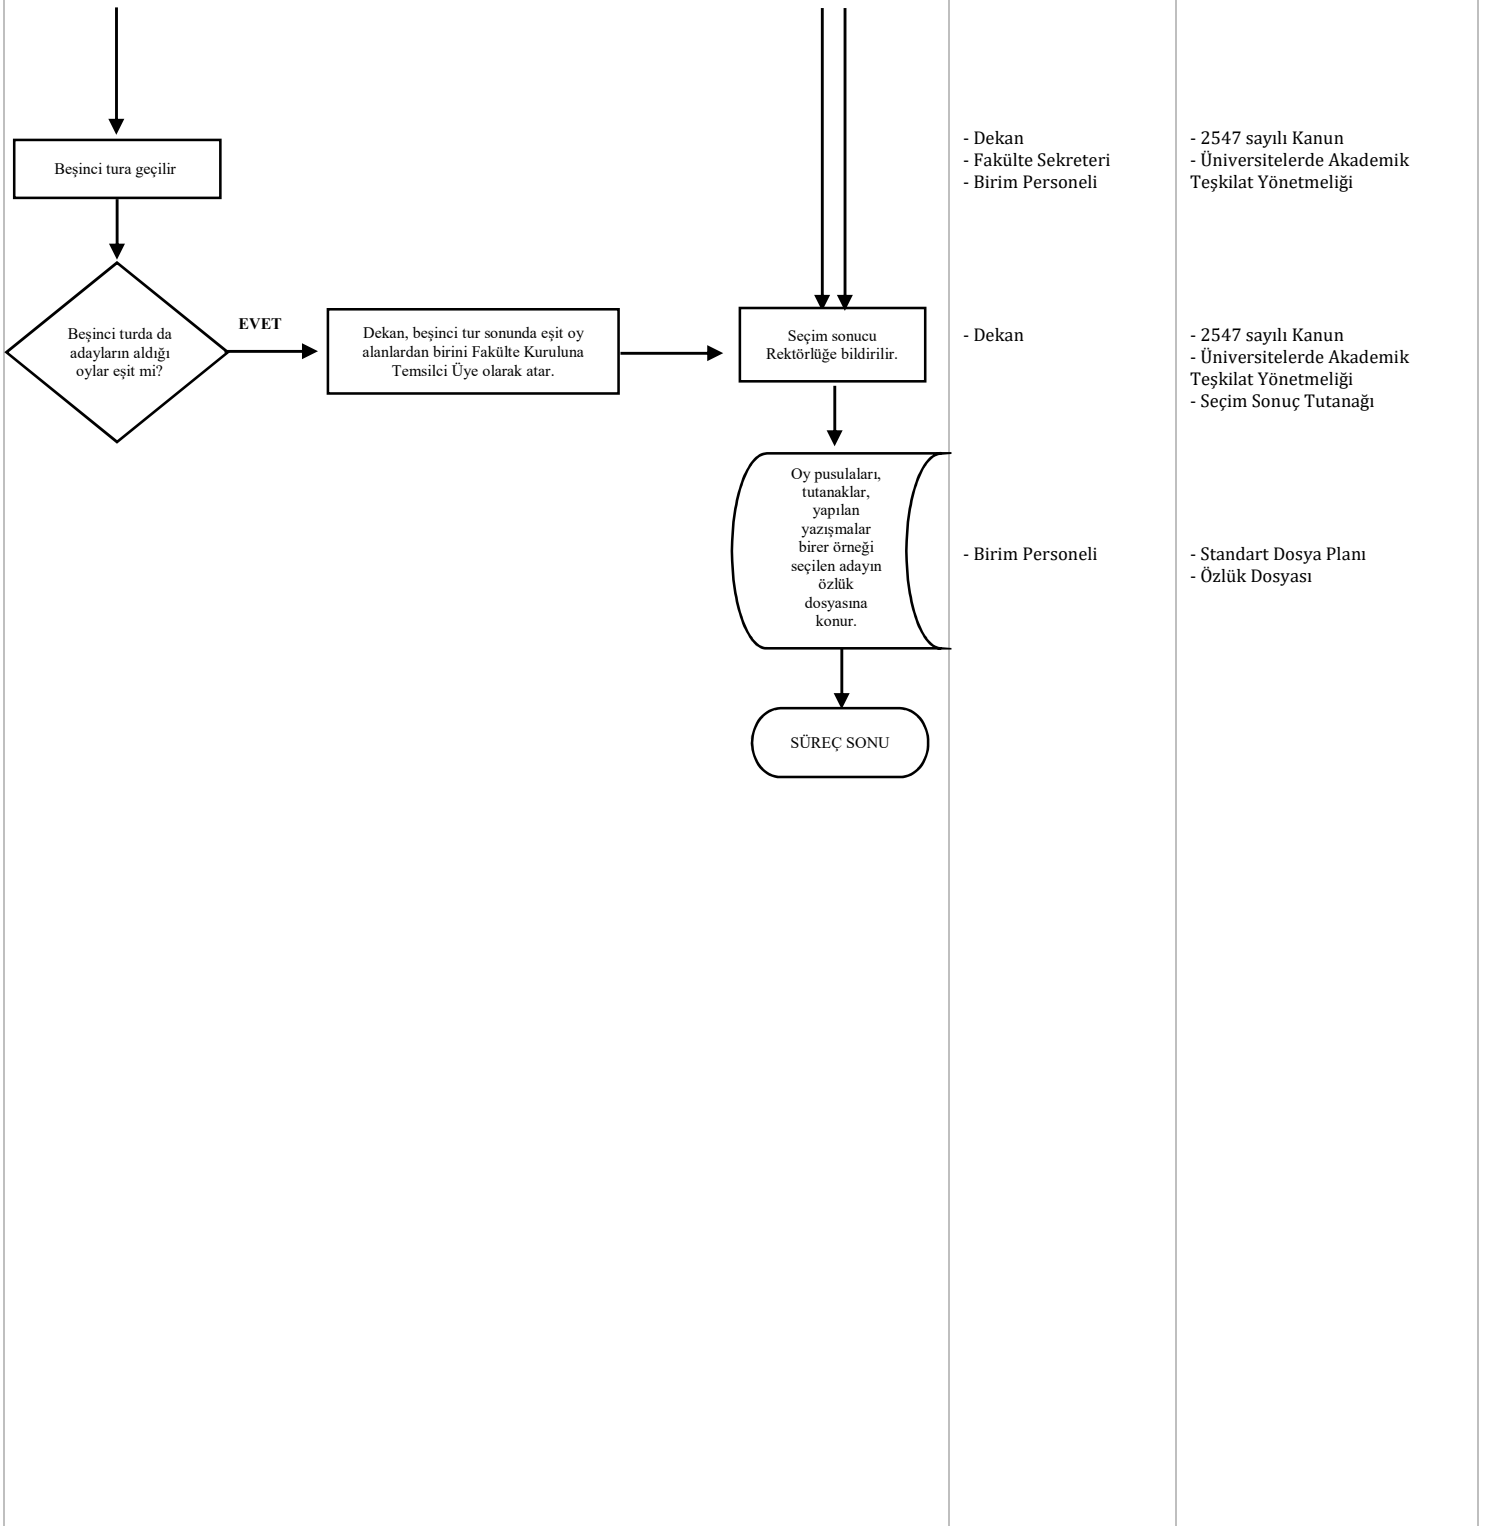 Beşinci tura geçilir
- Dekan
- Fakülte Sekreteri
- Birim Personeli
- 2547 sayılı Kanun
- Üniversitelerde Akademik
Teşkilat Yönetmeliği
Beşinci turda da
adayların aldığı
oylar eşit mi?
EVET
Dekan, beşinci tur sonunda eşit oy
alanlardan birini Fakülte Kuruluna
Temsilci Üye olarak atar.
Seçim sonucu
Rektörlüğe bildirilir.
- Dekan
- 2547 sayılı Kanun
- Üniversitelerde Akademik
Teşkilat Yönetmeliği
- Seçim Sonuç Tutanağı
Oy pusulaları,
tutanaklar,
yapılan
yazışmalar
birer örneği
seçilen adayın
özlük
dosyasına
konur.
- Birim Personeli
- Standart Dosya Planı
- Özlük Dosyası
SÜREÇ SONU